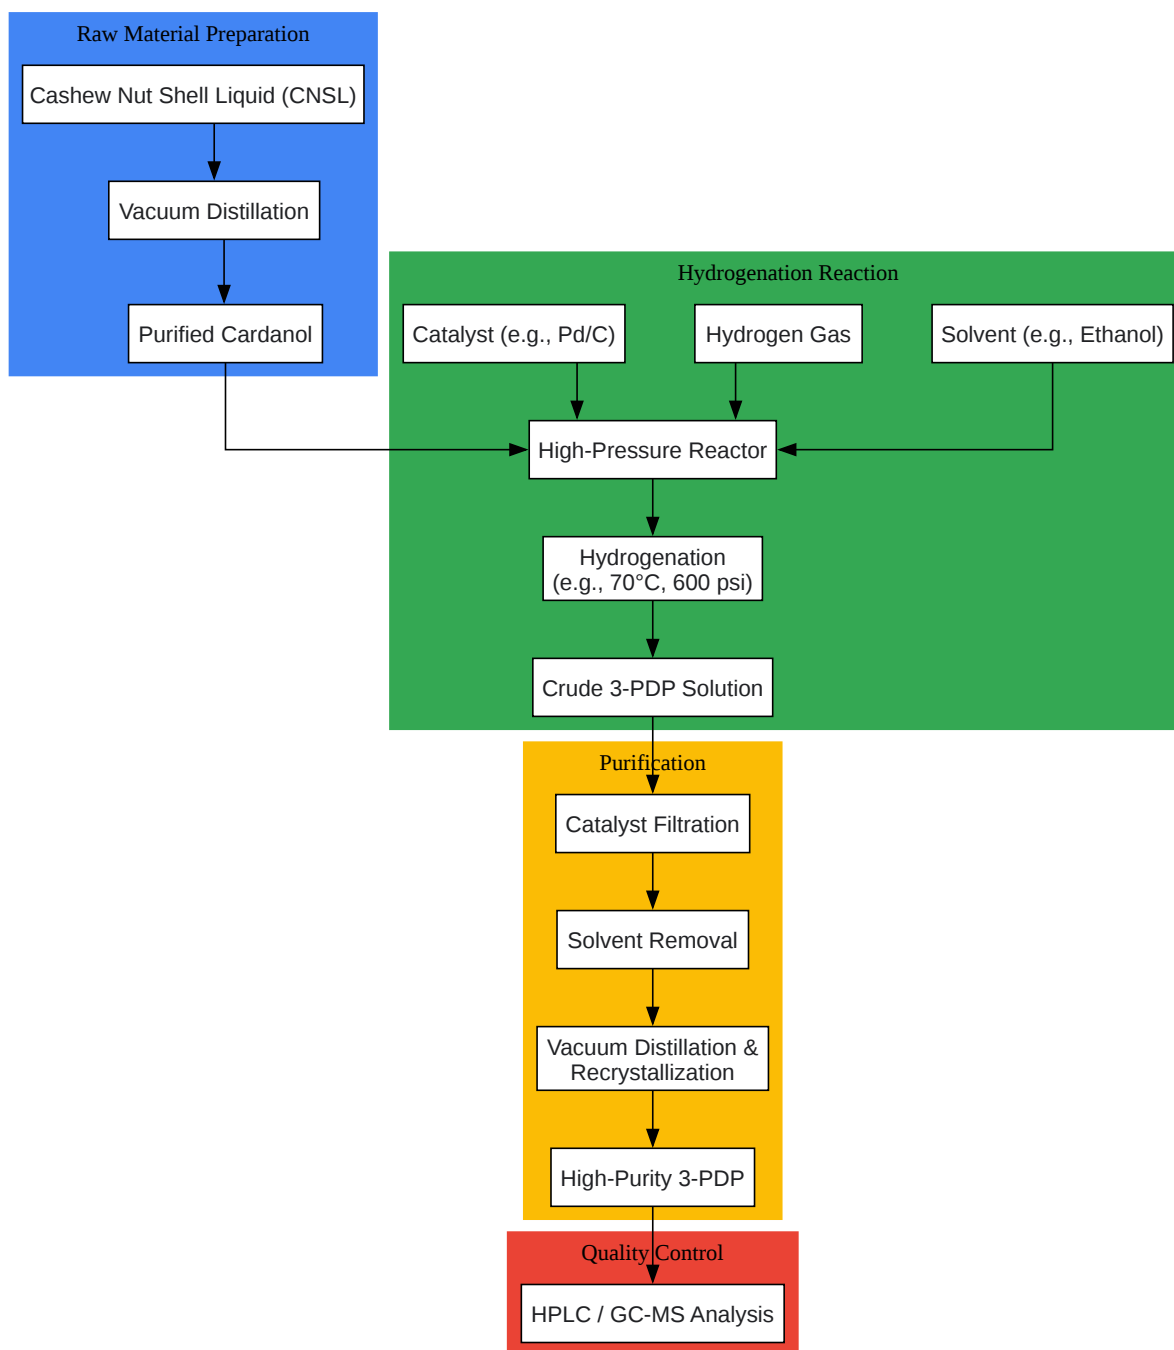 Raw Material Preparation
Cashew Nut Shell Liquid (CNSL)
Vacuum Distillation
Purified Cardanol
Hydrogenation Reaction
Catalyst (e.g., Pd/C)
Hydrogen Gas
Solvent (e.g., Ethanol)
High-Pressure Reactor
Hydrogenation
(e.g., 70°C, 600 psi)
Crude 3-PDP Solution
Purification
Catalyst Filtration
Solvent Removal
Vacuum Distillation &
Recrystallization
High-Purity 3-PDP
Quality Control
HPLC / GC-MS Analysis